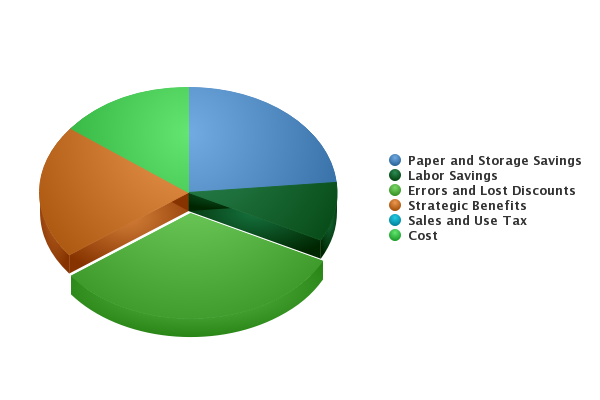 Paper and Storage Savings
Labor Savings
Errors and Lost Discounts
Strategic Benefits
Sales and Use Tax
Cost